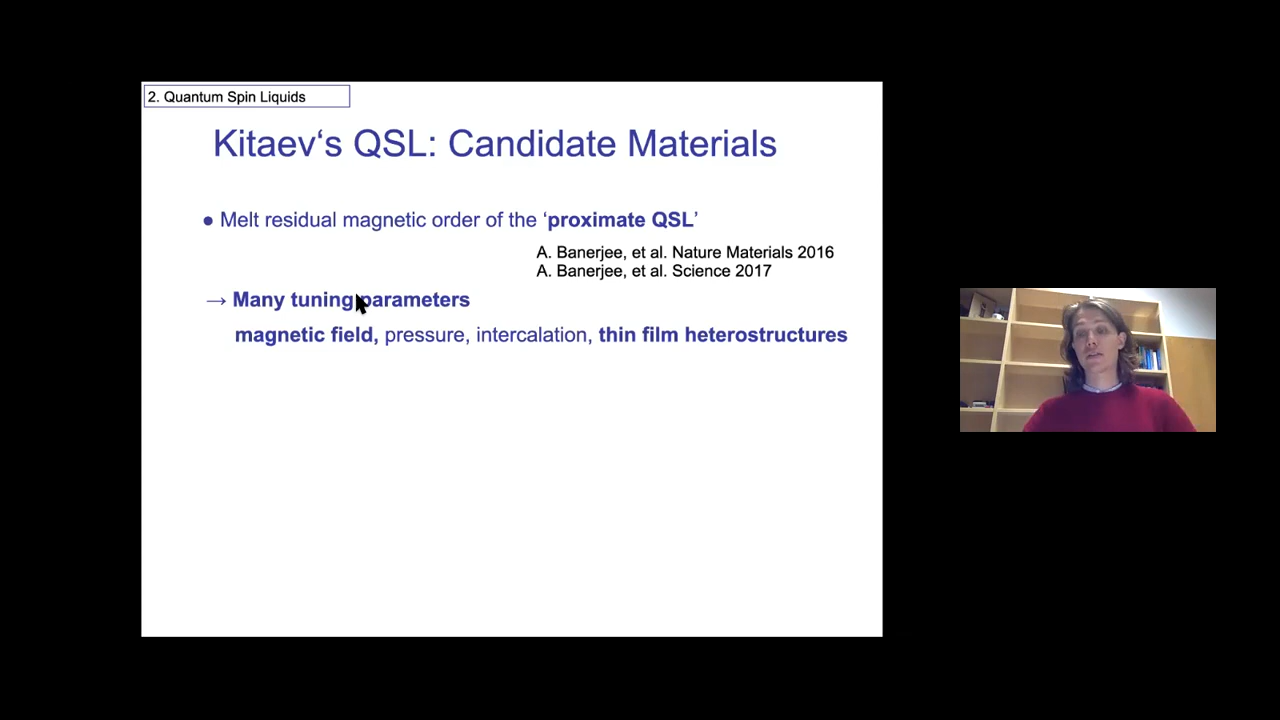 2. Quantum Spin Liquids
Kitaev‘s QSL: Candidate Materials
● Melt residual magnetic order of the ‘proximate QSL’
A. Banerjee, et al. Nature Materials 2016
A. Banerjee, et al. Science 2017
→ Many tuning parameters
magnetic field, pressure, intercalation, thin film heterostructures